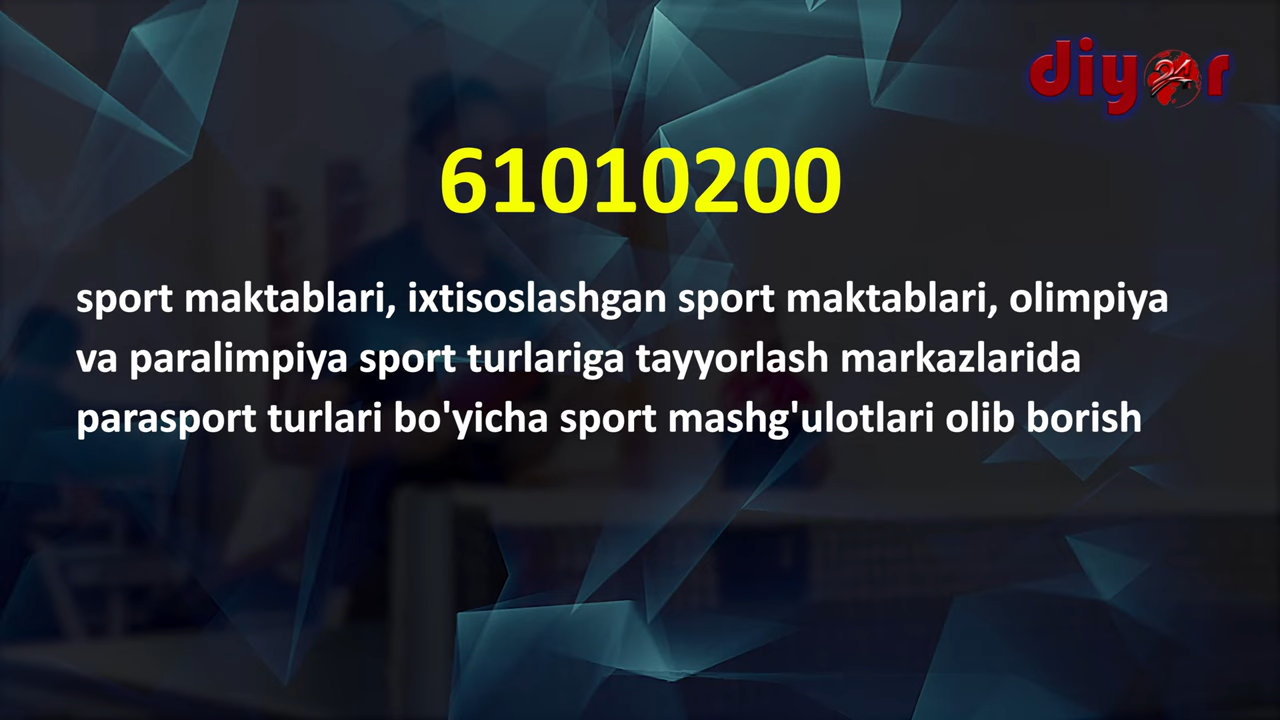 diyor 24
61010200
sport maktablari, ixtisoslashgan sport maktablari, olimpiya
va paralimpiya sport turlariga tayyorlash markazlarida
parasport turlari bo'yicha sport mashg'ulotlari olib borish